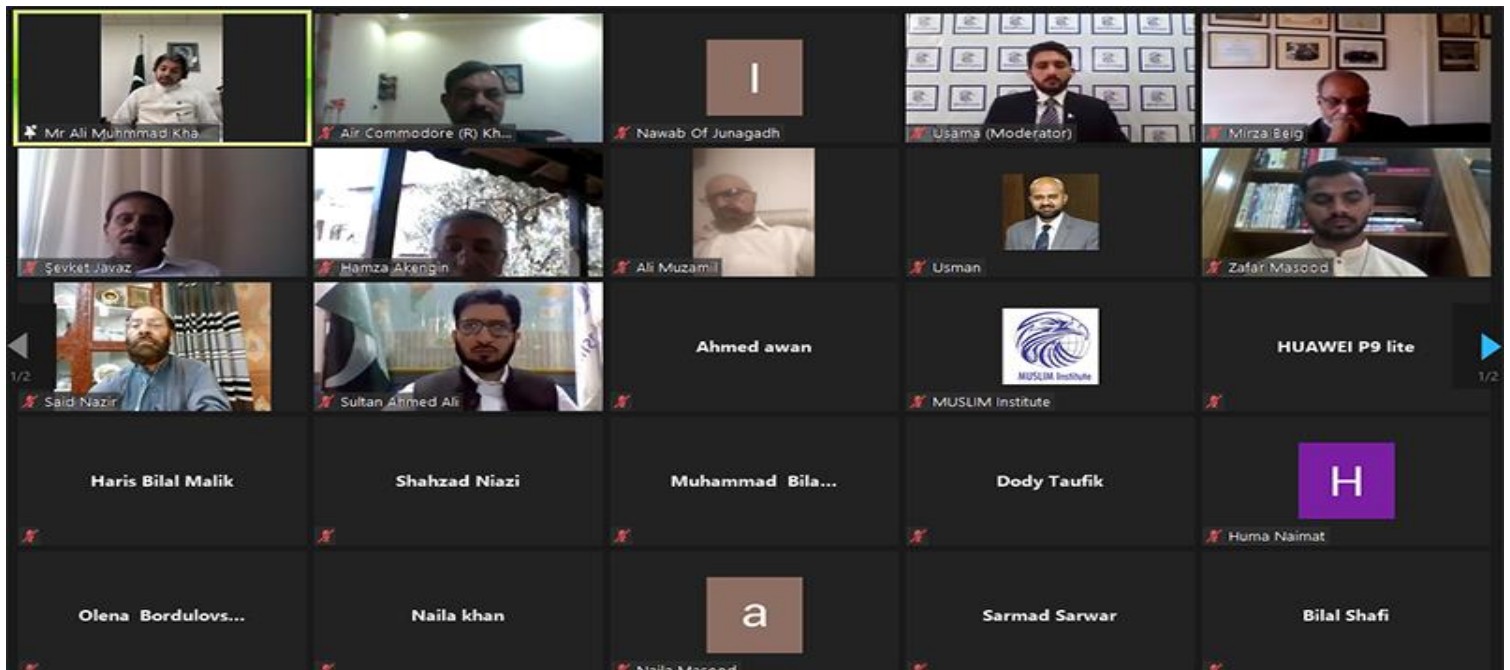 Mr Ali Muhmmad Kha...
Air Commodore (R) Kh...
I
Nawab Of Junagadh
Usama (Moderator)
Mirza Beig
Şevket Javaz
Hamza Akengin
Ali Muzamil
Usman
Zafar Masood
1/2
Said Nazir
Sultan Ahmed Ali
Ahmed awan
MUSLIM Institute
MUSLIM Institute
HUAWEI P9 lite
1/2
Haris Bilal Malik
Shahzad Niazi
Muhammad Bila...
Dody Taufik
H
Huma Naimat
Olena Bordulovs...
Naila khan
a
Naila Masood
Sarmad Sarwar
Bilal Shafi